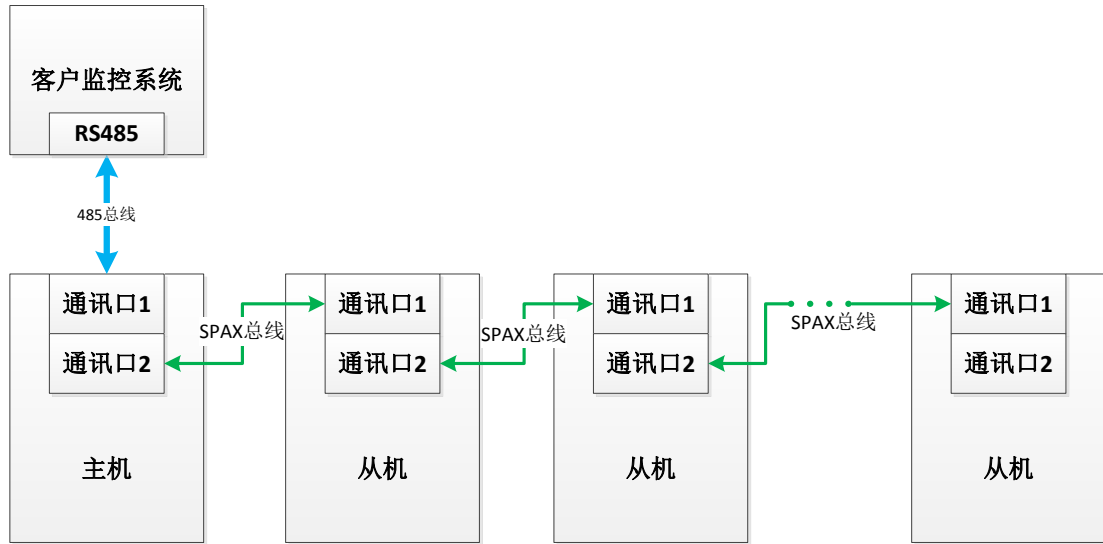 客户监控系统
RS485
485总线
通讯口1
通讯口1
通讯口1
通讯口1
SPAX总线
SPAX总线
SPAX总线
通讯口2
通讯口2
通讯口2
通讯口2
主机
从机
从机
从机